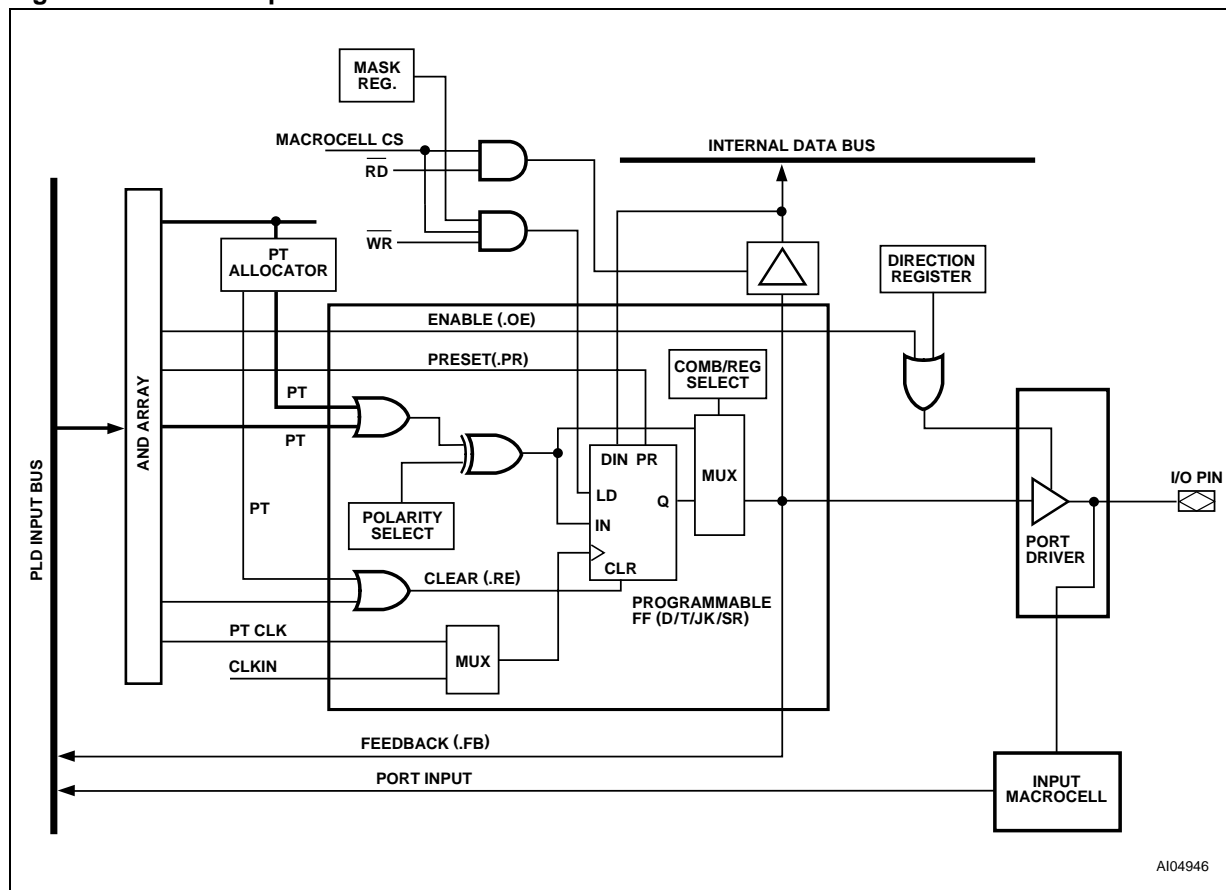 MASK
REG.
MACROCELL CS
RD
WR
INTERNAL DATA BUS
PT
ALLOCATOR
DIRECTION
REGISTER
ENABLE (.OE)
PRESET(.PR)
COMB/REG
SELECT
PT
PT
PLD INPUT BUS
AND ARRAY
DIN PR
LD
IN
Q
CLR
MUX
I/O PIN
POLARITY
SELECT
PT
PORT
DRIVER
CLEAR (.RE)
PROGRAMMABLE
FF (D/T/JK/SR)
PT CLK
MUX
CLKIN
FEEDBACK (.FB)
PORT INPUT
INPUT
MACROCELL
AI04946